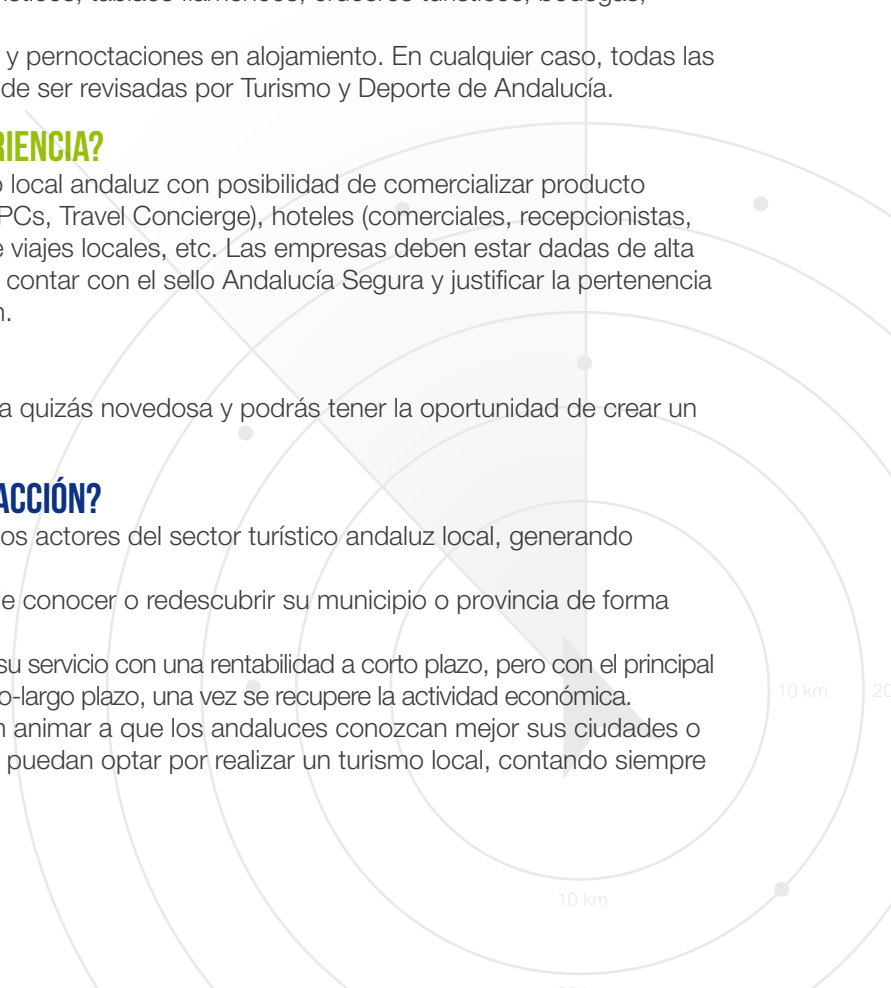 y pernoctaciones en alojamiento. En cualquier caso, todas las
de ser revisadas por Turismo y Deporte de Andalucía.
RIENCIA?
o local andaluz con posibilidad de comercializar producto
PCs, Travel Concierge), hoteles (comerciales, recepcionistas,
e viajes locales, etc. Las empresas deben estar dadas de alta
contar con el sello Andalucía Segura y justificar la pertenencia
n.
a quizás novedosa y podrás tener la oportunidad de crear un
ACCIÓN?
os actores del sector turístico andaluz local, generando
e conocer o redescubrir su municipio o provincia de forma
su servicio con una rentabilidad a corto plazo, pero con el principal
o-largo plazo, una vez se recupere la actividad económica.
n animar a que los andaluces conozcan mejor sus ciudades o
puedan optar por realizar un turismo local, contando siempre
10 km
20
10 km